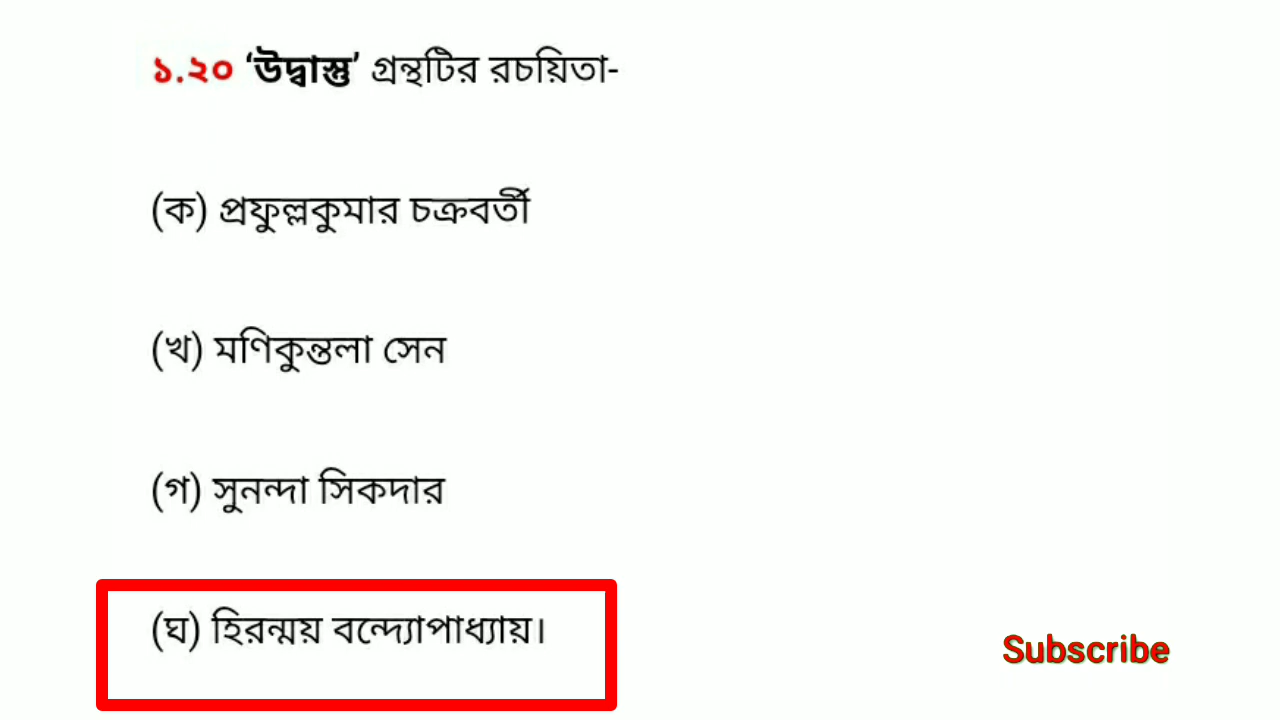 ১.২০ ‘উদ্বাস্তু’ গ্রন্থটির রচয়িতা-
(ক) প্রফুল্লকুমার চক্রবর্তী
(খ) মণিকুন্তলা সেন
(গ) সুনন্দা সিকদার
(ঘ) হিরন্ময় বন্দ্যোপাধ্যায়।
Subscribe